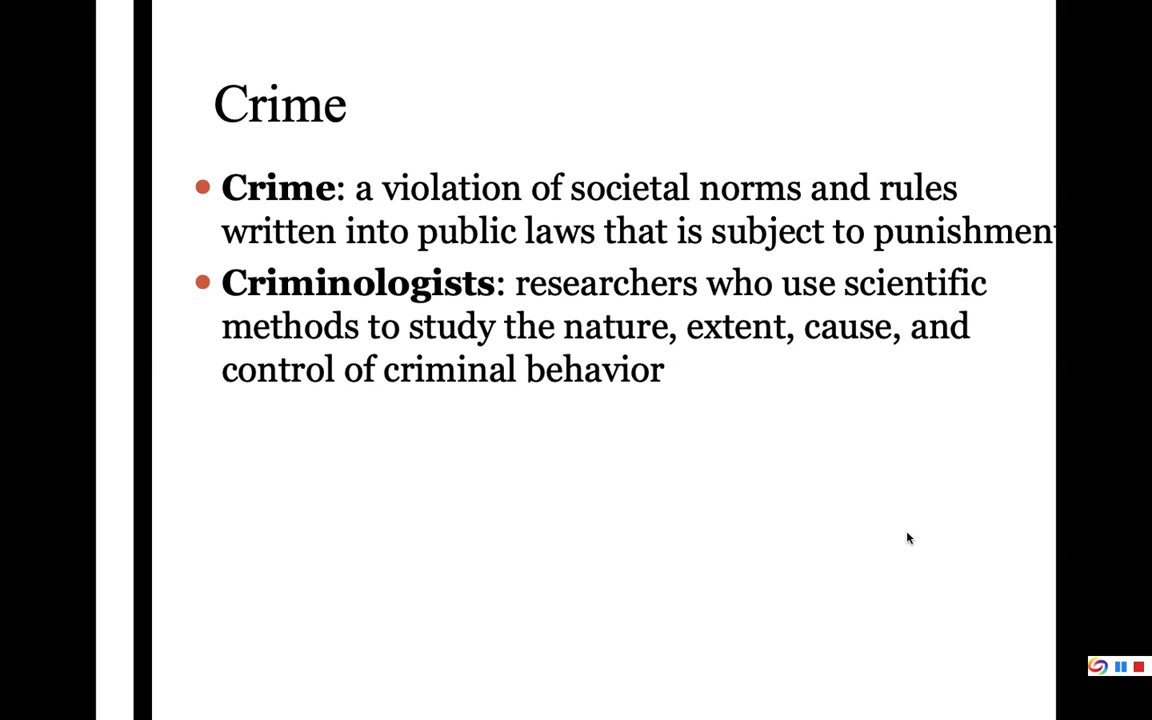 Crime
• Crime: a violation of societal norms and rules
written into public laws that is subject to punishment
• Criminologists: researchers who use scientific
methods to study the nature, extent, cause, and
control of criminal behavior